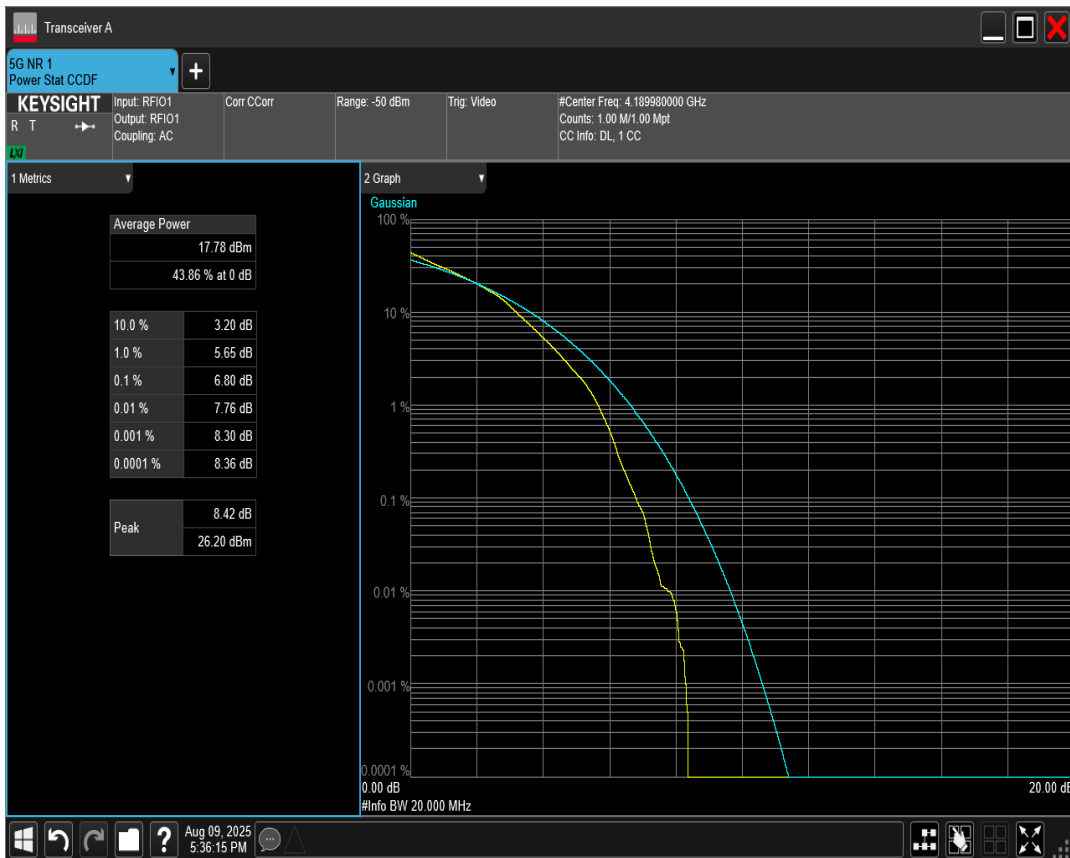 Transceiver A
5G NR 1
Power Stat CCDF
KEYSIGHT
R T
LXI
Input: RFIO1
Output: RFIO1
Coupling: AC
Corr CCorr
Range: -50 dBm
Trig: Video
#Center Freq: 4.189980000 GHz
Counts: 1.00 M/1.00 Mpt
CC Info: DL, 1 CC
1 Metrics
Average Power
17.78 dBm
43.86 % at 0 dB
10.0 % 3.20 dB
1.0 % 5.65 dB
0.1 % 6.80 dB
0.01 % 7.76 dB
0.001 % 8.30 dB
0.0001 % 8.36 dB
Peak
8.42 dB
26.20 dBm
2 Graph
Gaussian
100 %
10 %
1 %
0.1 %
0.01 %
0.001 %
0.0001 %
0.00 dB
20.00 dB
#Info BW 20.000 MHz
?
Aug 09, 2025
5:36:15 PM